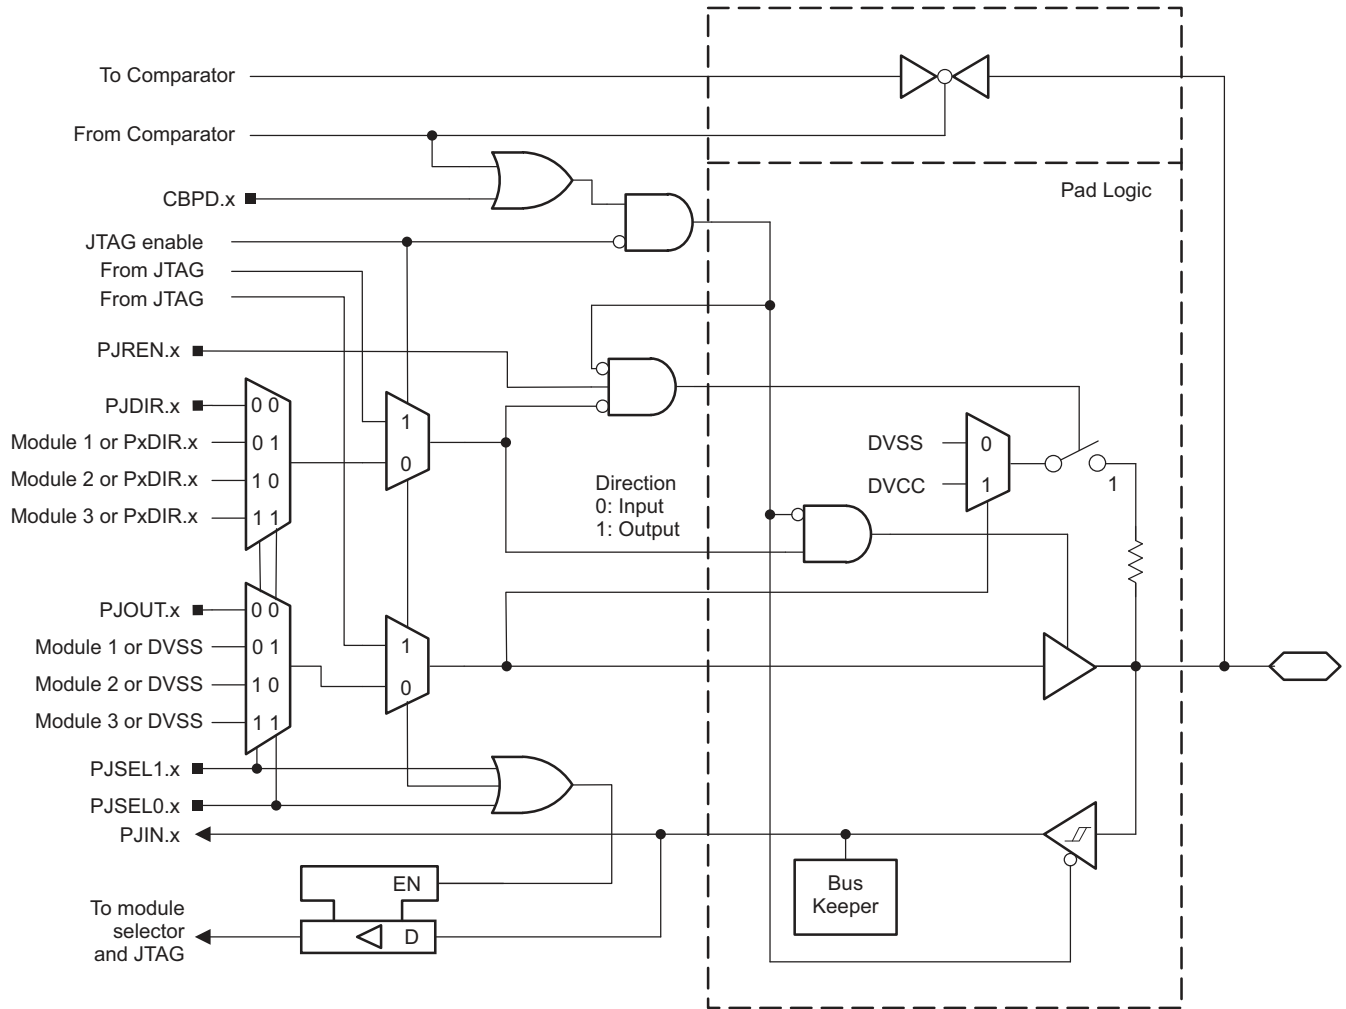 To Comparator
From Comparator
Pad Logic
CBPD.x
JTAG enable
From JTAG
From JTAG
PJREN.x
PJDIR.x
0 0
Module 1 or PxDIR.x
0 1
Module 2 or PxDIR.x
1 0
Module 3 or PxDIR.x
1 1
1
0
Direction
0: Input
1: Output
DVSS
0
DVCC
1
1
PJOUT.x
0 0
Module 1 or DVSS
0 1
Module 2 or DVSS
1 0
Module 3 or DVSS
1 1
1
0
PJSEL1.x
PJSEL0.x
PJIN.x
EN
D
Bus
Keeper
To module
selector
and JTAG